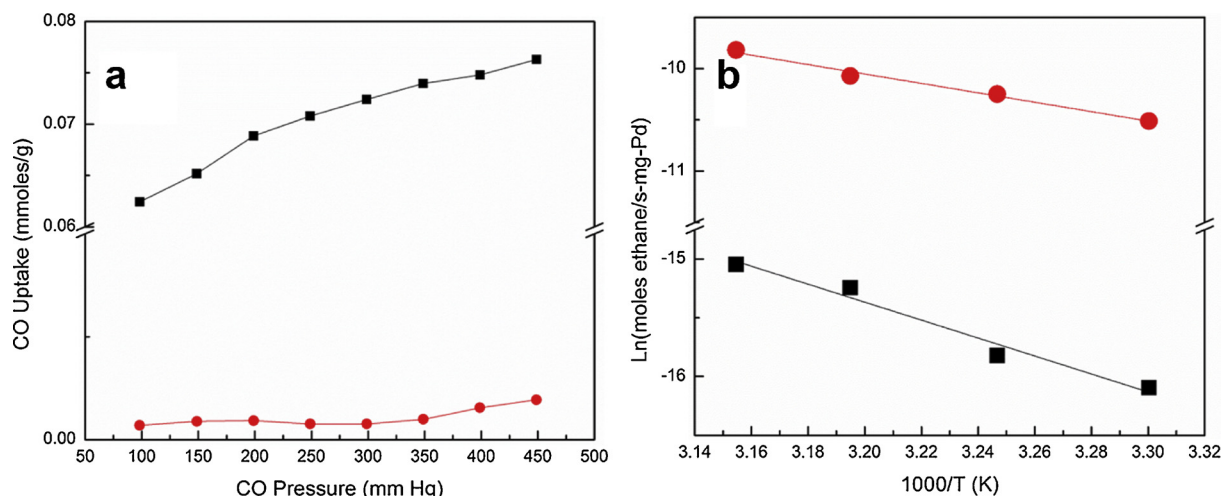 a
0.08
0.07
0.06
0.00
CO Uptake (mmoles/g)
50 100 150 200 250 300 350 400 450 500
CO Pressure (mm Hg)
b
-10
-11
-15
-16
Ln(moles ethane/s-mg-Pd)
3.14 3.16 3.18 3.20 3.22 3.24 3.26 3.28 3.30 3.32
1000/T (K)